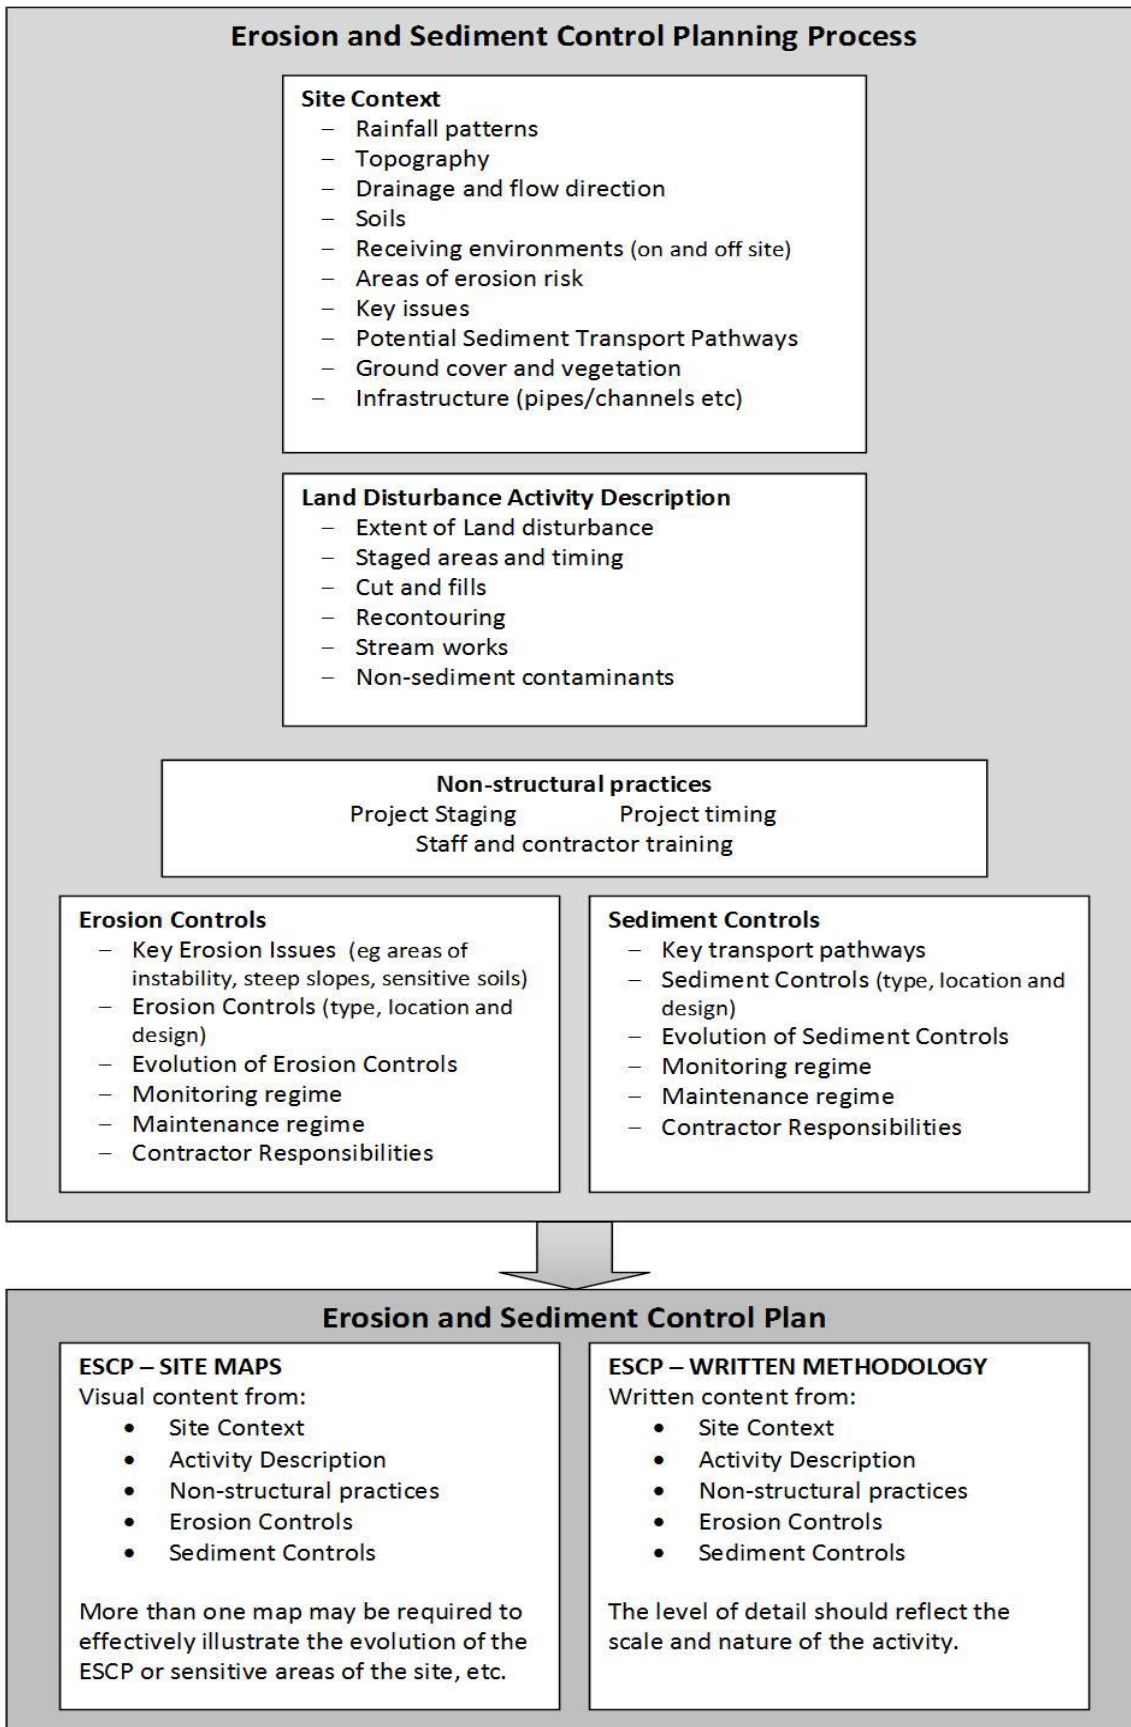 Erosion and Sediment Control Planning Process
Site Context
– Rainfall patterns
– Topography
– Drainage and flow direction
– Soils
– Receiving environments (on and off site)
– Areas of erosion risk
– Key issues
– Potential Sediment Transport Pathways
– Ground cover and vegetation
– Infrastructure (pipes/channels etc)
Land Disturbance Activity Description
– Extent of Land disturbance
– Staged areas and timing
– Cut and fills
– Recontouring
– Stream works
– Non-sediment contaminants
Non-structural practices
Project Staging Project timing
Staff and contractor training
Erosion Controls
– Key Erosion Issues (eg areas of
instability, steep slopes, sensitive soils)
– Erosion Controls (type, location and
design)
– Evolution of Erosion Controls
– Monitoring regime
– Maintenance regime
– Contractor Responsibilities
Sediment Controls
– Key transport pathways
– Sediment Controls (type, location and
design)
– Evolution of Sediment Controls
– Monitoring regime
– Maintenance regime
– Contractor Responsibilities
Erosion and Sediment Control Plan
ESCP – SITE MAPS
Visual content from:
• Site Context
• Activity Description
• Non-structural practices
• Erosion Controls
• Sediment Controls
More than one map may be required to
effectively illustrate the evolution of the
ESCP or sensitive areas of the site, etc.
ESCP – WRITTEN METHODOLOGY
Written content from:
• Site Context
• Activity Description
• Non-structural practices
• Erosion Controls
• Sediment Controls
The level of detail should reflect the
scale and nature of the activity.